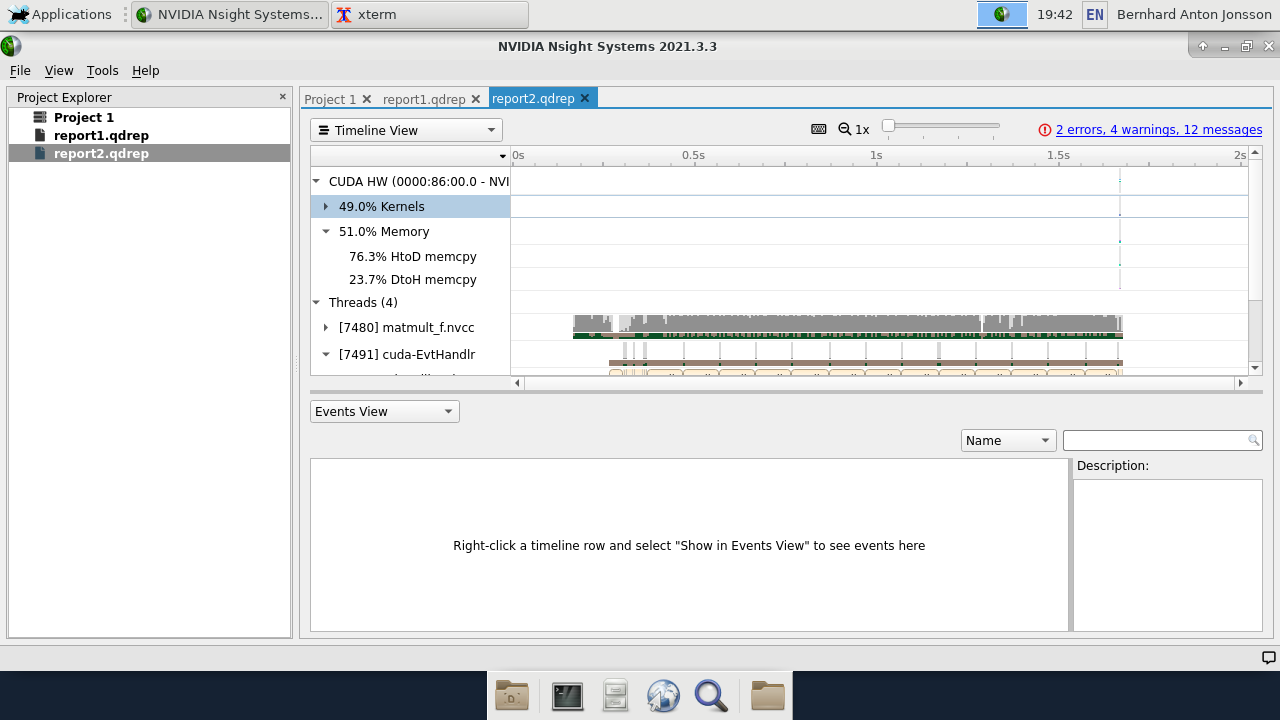 Applications
NVIDIA Nsight Systems...
xterm
19:42
EN
Bernhard Anton Jonsson
NVIDIA Nsight Systems 2021.3.3
File View Tools Help
Project Explorer
Project 1
report1.qdrep
report2.qdrep
Project 1
report1.qdrep
report2.qdrep
Timeline View
1x
2 errors, 4 warnings, 12 messages
0s 0.5s 1s 1.5s 2s
CUDA HW (0000:86:00.0 - NVI
49.0% Kernels
51.0% Memory
76.3% HtoD memcpy
23.7% DtoH memcpy
Threads (4)
[7480] matmult_f.nvcc
[7491] cuda-EvtHandlr
Events View
Name
Description:
Right-click a timeline row and select "Show in Events View" to see events here